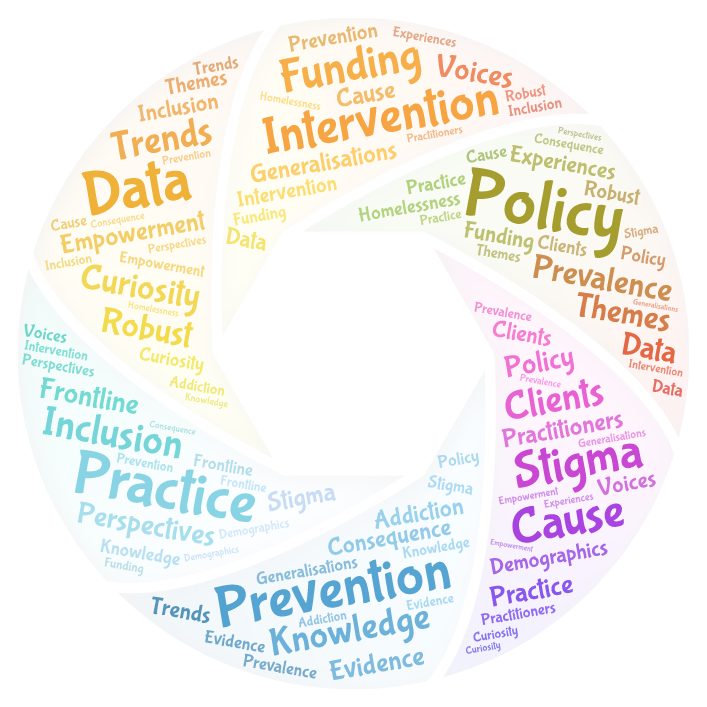 Prevention
Experiences
Funding
Voices
Homelessness
Cause
Robust
Inclusion
Intervention
Practitioners
Generalisations
Intervention
Funding
Data
Trends
Themes
Inclusion
Trends
Prevention
Data
Cause
Consequence
Empowerment
Perspectives
Inclusion
Empowerment
Curiosity
Homelessness
Robust
Curiosity
Addiction
Knowledge
Perspectives
Consequence
Cause
Experiences
Practice
Robust
Policy
Homelessness
Practice
Stigma
Funding
Clients
Policy
Themes
Prevalence
Generalisations
Themes
Data
Intervention
Data
Prevalence
Clients
Policy
Prevalence
Clients
Practitioners
Generalisations
Stigma
Voices
Empowerment
Experiences
Cause
Empowerment
Demographics
Practice
Practitioners
Curiosity
Curiosity
Voices
Intervention
Perspectives
Frontline
Consequence
Inclusion
Prevention
Frontline
Practice
Frontline
Stigma
Perspectives
Demographics
Knowledge
Demographics
Funding
Policy
Stigma
Addiction
Consequence
Knowledge
Generalisations
Prevention
Trends
Evidence
Addiction
Knowledge
Evidence
Prevalence
Evidence